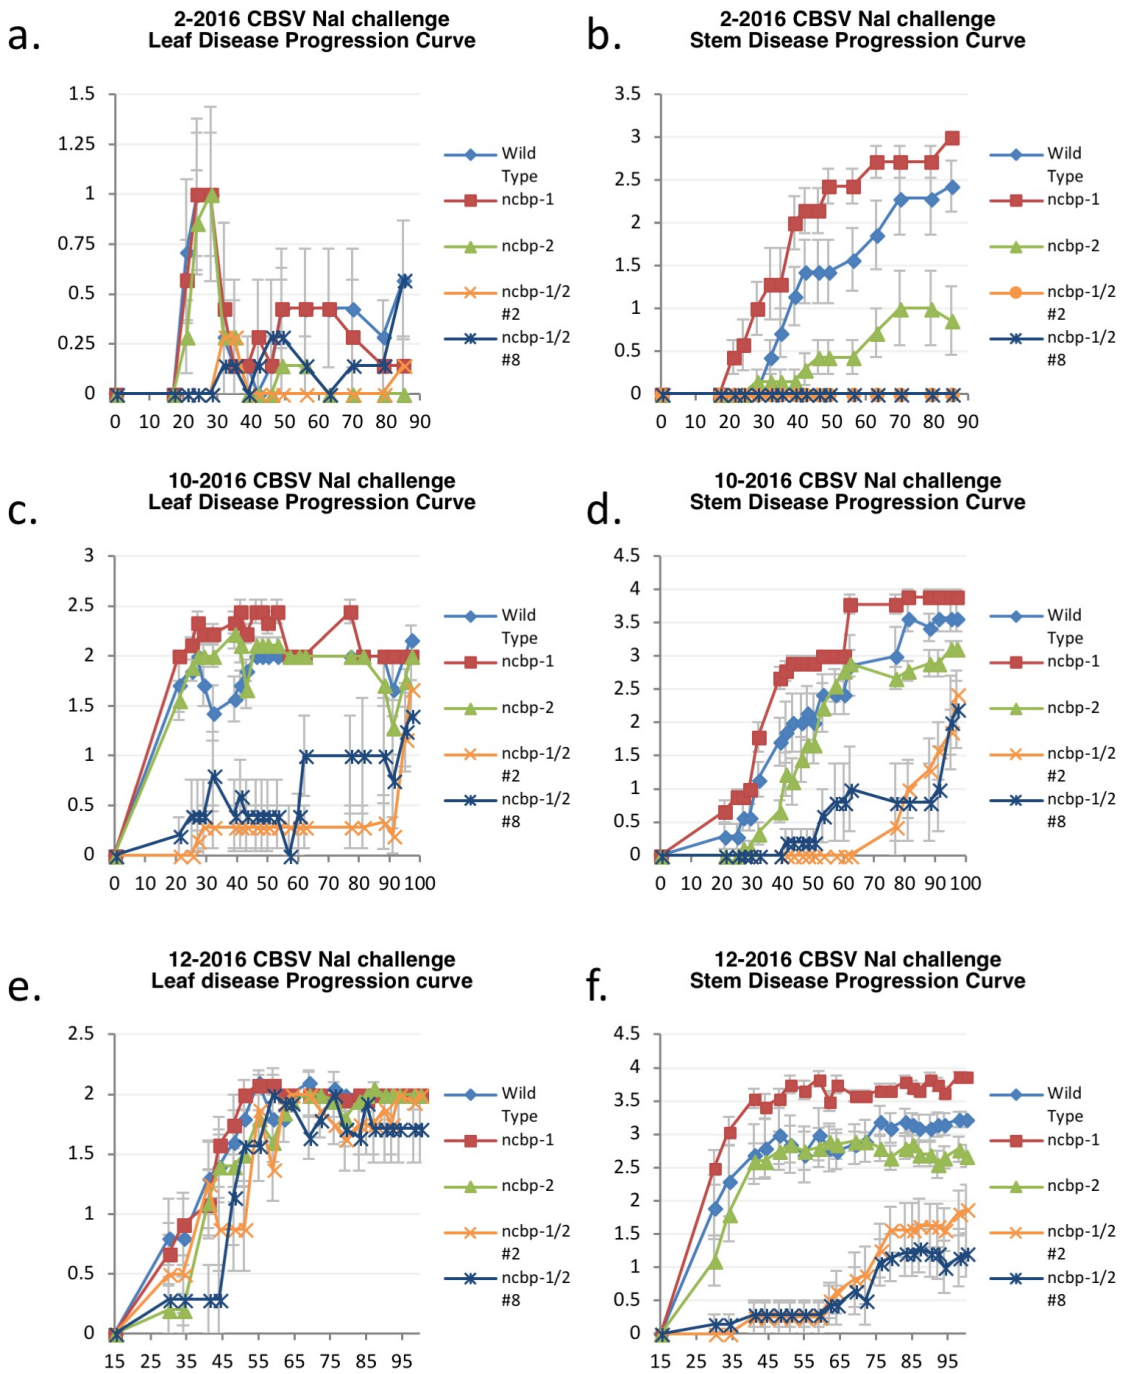 a.
2-2016 CBSV NaI challenge
Leaf Disease Progression Curve
1.5
1.25
1
0.75
0.5
0.25
0
0 10 20 30 40 50 60 70 80 90
Wild
Type
ncbp-1
ncbp-2
ncbp-1/2
#2
ncbp-1/2
#8
b.
2-2016 CBSV NaI challenge
Stem Disease Progression Curve
3.5
3
2.5
2
1.5
1
0.5
0
0 10 20 30 40 50 60 70 80 90
Wild
Type
ncbp-1
ncbp-2
ncbp-1/2
#2
ncbp-1/2
#8
c.
10-2016 CBSV NaI challenge
Leaf Disease Progression Curve
3
2.5
2
1.5
1
0.5
0
0 10 20 30 40 50 60 70 80 90 100
Wild
Type
ncbp-1
ncbp-2
ncbp-1/2
#2
ncbp-1/2
#8
d.
10-2016 CBSV NaI challenge
Stem Disease Progression Curve
4.5
4
3.5
3
2.5
2
1.5
1
0.5
0
0 10 20 30 40 50 60 70 80 90 100
Wild
Type
ncbp-1
ncbp-2
ncbp-1/2
#2
ncbp-1/2
#8
e.
12-2016 CBSV NaI challenge
Leaf disease Progression curve
2.5
2
1.5
1
0.5
0
15 25 35 45 55 65 75 85 95
Wild
Type
ncbp-1
ncbp-2
ncbp-1/2
#2
ncbp-1/2
#8
f.
12-2016 CBSV NaI challenge
Stem Disease Progression Curve
4.5
4
3.5
3
2.5
2
1.5
1
0.5
0
15 25 35 45 55 65 75 85 95
Wild
Type
ncbp-1
ncbp-2
ncbp-1/2
#2
ncbp-1/2
#8